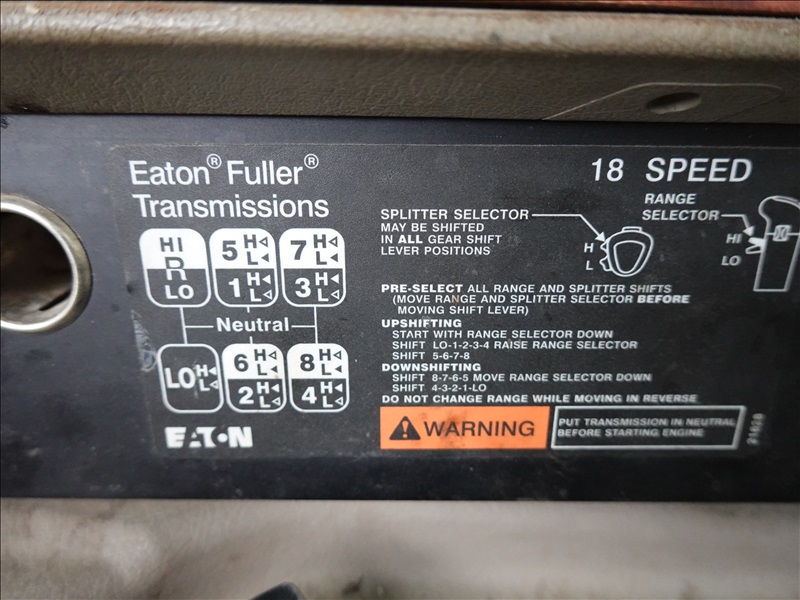 Eaton® Fuller®
Transmissions
18 SPEED
HI
R
LO
5 H L
1 H L
7 H L
3 H L
Neutral
LO H L
6 H L
2 H L
8 H L
4 H L
EATON
SPLITTER SELECTOR
MAY BE SHIFTED
IN ALL GEAR SHIFT
LEVER POSITIONS
H
L
RANGE
SELECTOR
HI
LO
PRE-SELECT ALL RANGE AND SPLITTER SHIFTS
(MOVE RANGE AND SPLITTER SELECTOR BEFORE
MOVING SHIFT LEVER)
UPSHIFTING
START WITH RANGE SELECTOR DOWN
SHIFT LO-1-2-3-4 RAISE RANGE SELECTOR
SHIFT 5-6-7-8
DOWNSHIFTING
SHIFT 8-7-6-5 MOVE RANGE SELECTOR DOWN
SHIFT 4-3-2-1-LO
DO NOT CHANGE RANGE WHILE MOVING IN REVERSE
WARNING
PUT TRANSMISSION IN NEUTRAL
BEFORE STARTING ENGINE